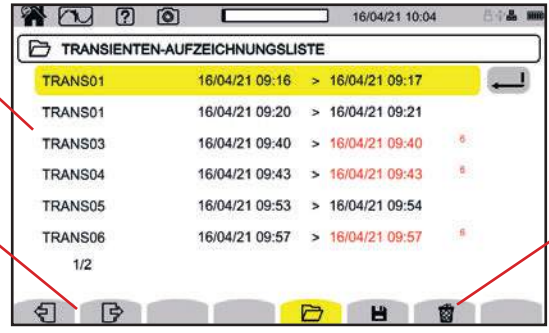 ? 16/04/21 10:04
TRANSIENTEN-AUFZEICHNUNGSLISTE
TRANS01 16/04/21 09:16 > 16/04/21 09:17
TRANS01 16/04/21 09:20 > 16/04/21 09:21
TRANS03 16/04/21 09:40 > 16/04/21 09:40 6
TRANS04 16/04/21 09:43 > 16/04/21 09:43 6
TRANS05 16/04/21 09:53 > 16/04/21 09:54
TRANS06 16/04/21 09:57 > 16/04/21 09:57 6
1/2